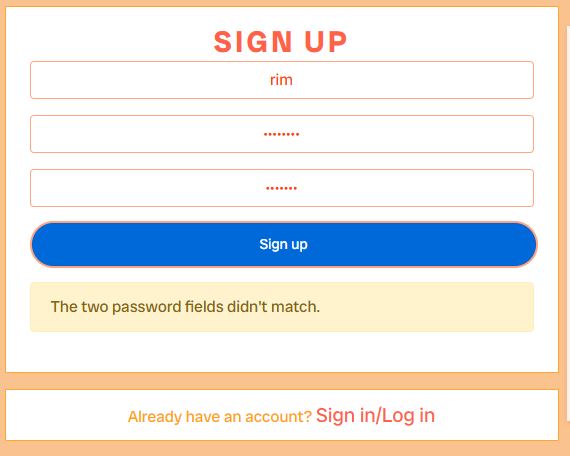 SIGN UP
rim
••••••••
•••••••
Sign up
The two password fields didn't match.
Already have an account? Sign in/Log in